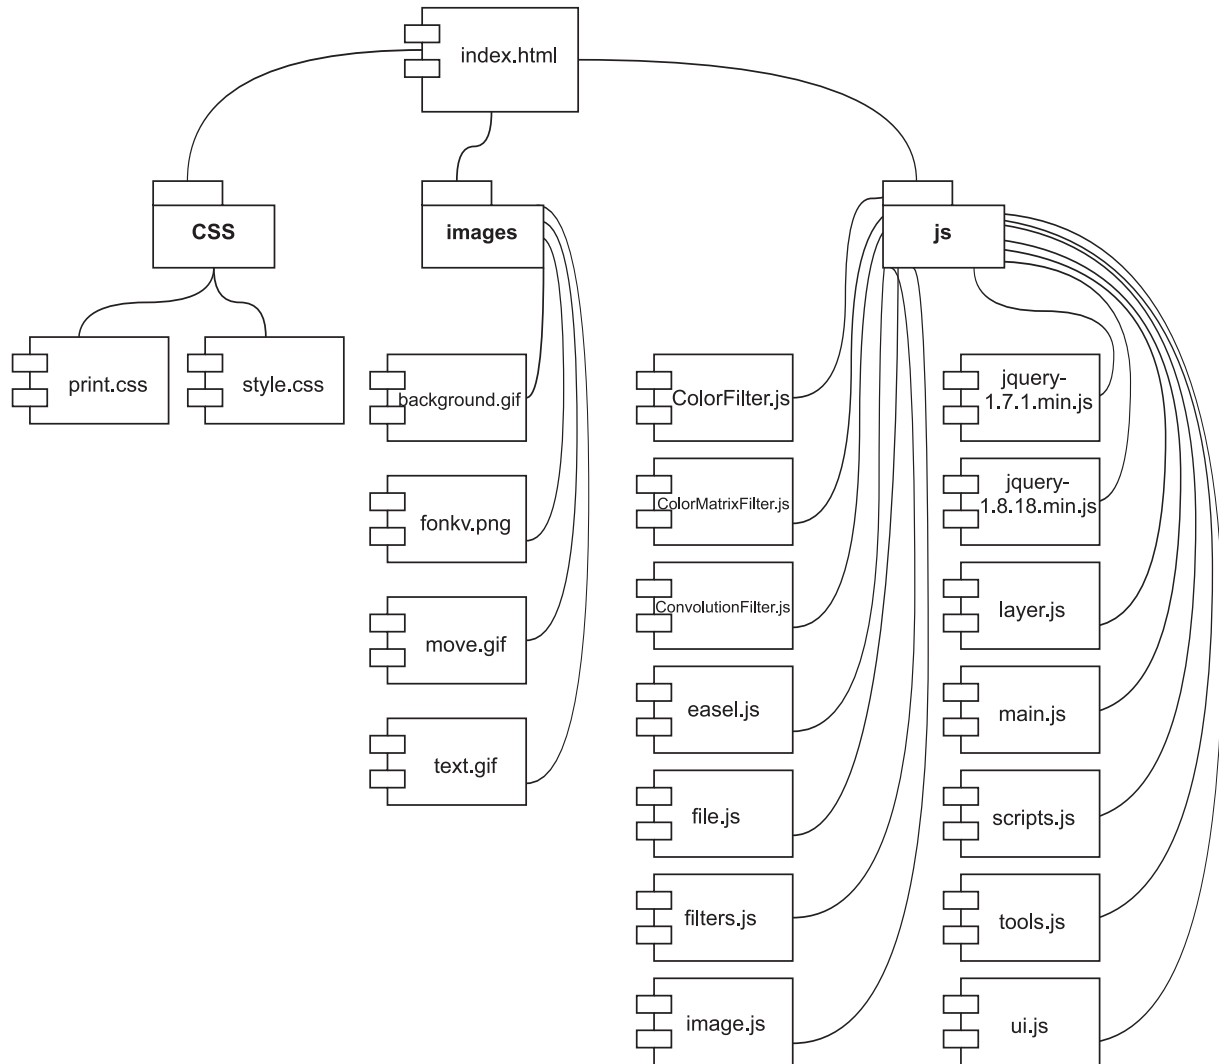 index.html
CSS
images
js
print.css
style.css
background.gif
fonkv.png
move.gif
text.gif
ColorFilter.js
ColorMatrixFilter.js
ConvolutionFilter.js
easel.js
file.js
filters.js
image.js
jquery-
1.7.1.min.js
jquery-
1.8.18.min.js
layer.js
main.js
scripts.js
tools.js
ui.js